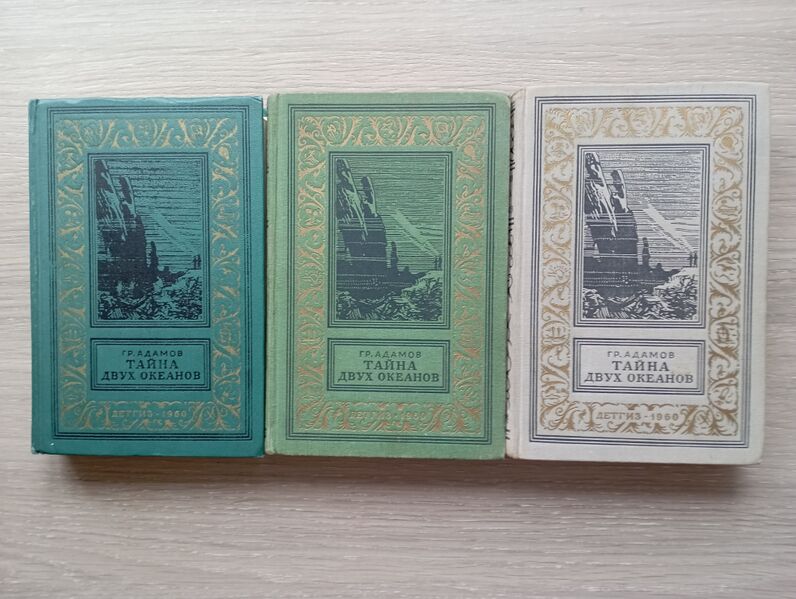 ГР. АДАМОВ
ТАЙНА
ДВУХ ОКЕАНОВ
ДЕТГИЗ - 1960
ГР. АДАМОВ
ТАЙНА
ДВУХ ОКЕАНОВ
ДЕТГИЗ - 1960
ГР. АДАМОВ
ТАЙНА
ДВУХ ОКЕАНОВ
ДЕТГИЗ - 1960